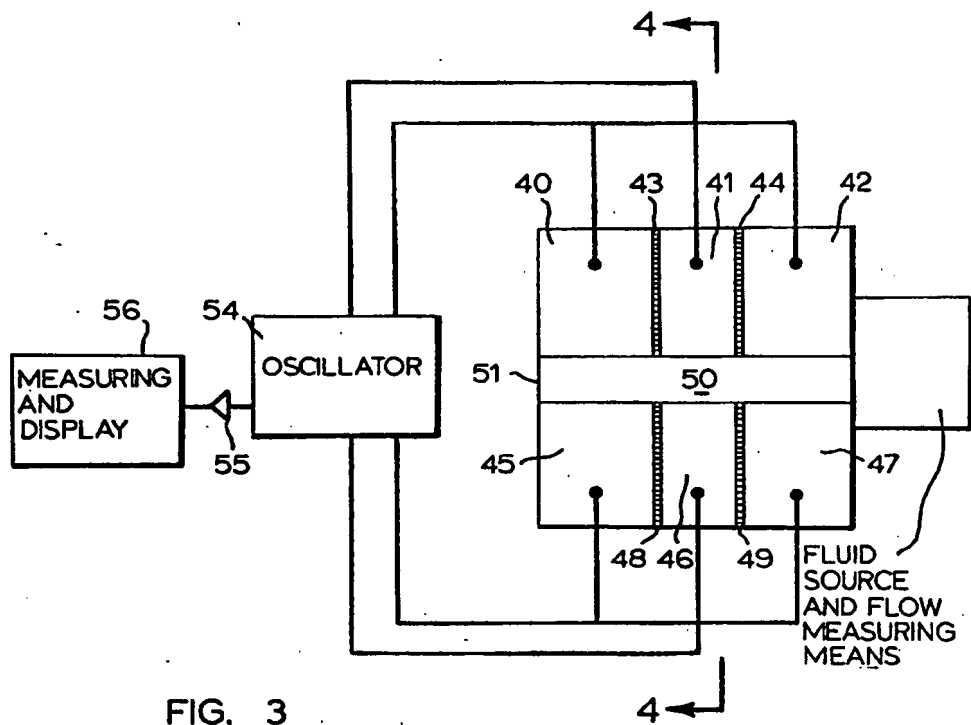 4
40
43
41
44
42
56
54
MEASURING
AND
DISPLAY
OSCILLATOR
55
51
50
45
47
48
46
49
FLUID
SOURCE
AND FLOW
MEASURING
MEANS
4
FIG. 3